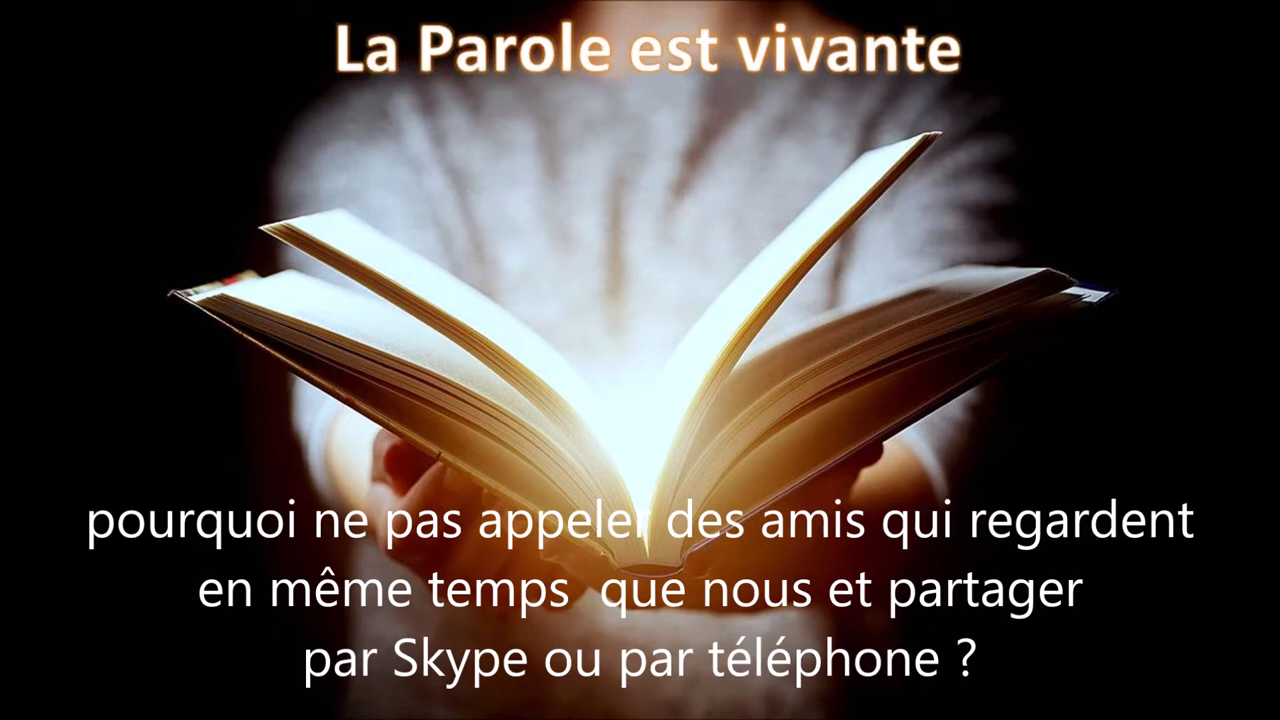 La Parole est vivante
pourquoi ne pas appeler des amis qui regardent
en même temps  que nous et partager
par Skype ou par téléphone ?